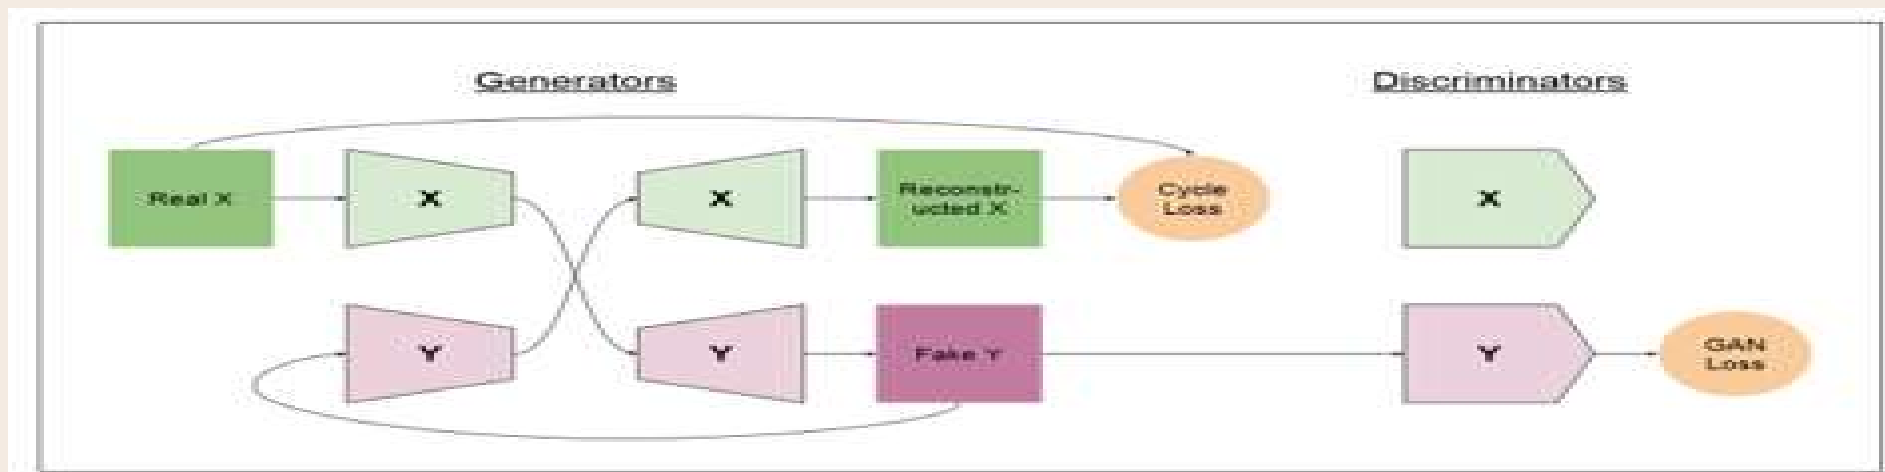 Generators
Discriminators
Real X
X
X
Reconstr-
ucted X
Cycle
Loss
X
Y
Y
Fake Y
Y
GAN
Loss